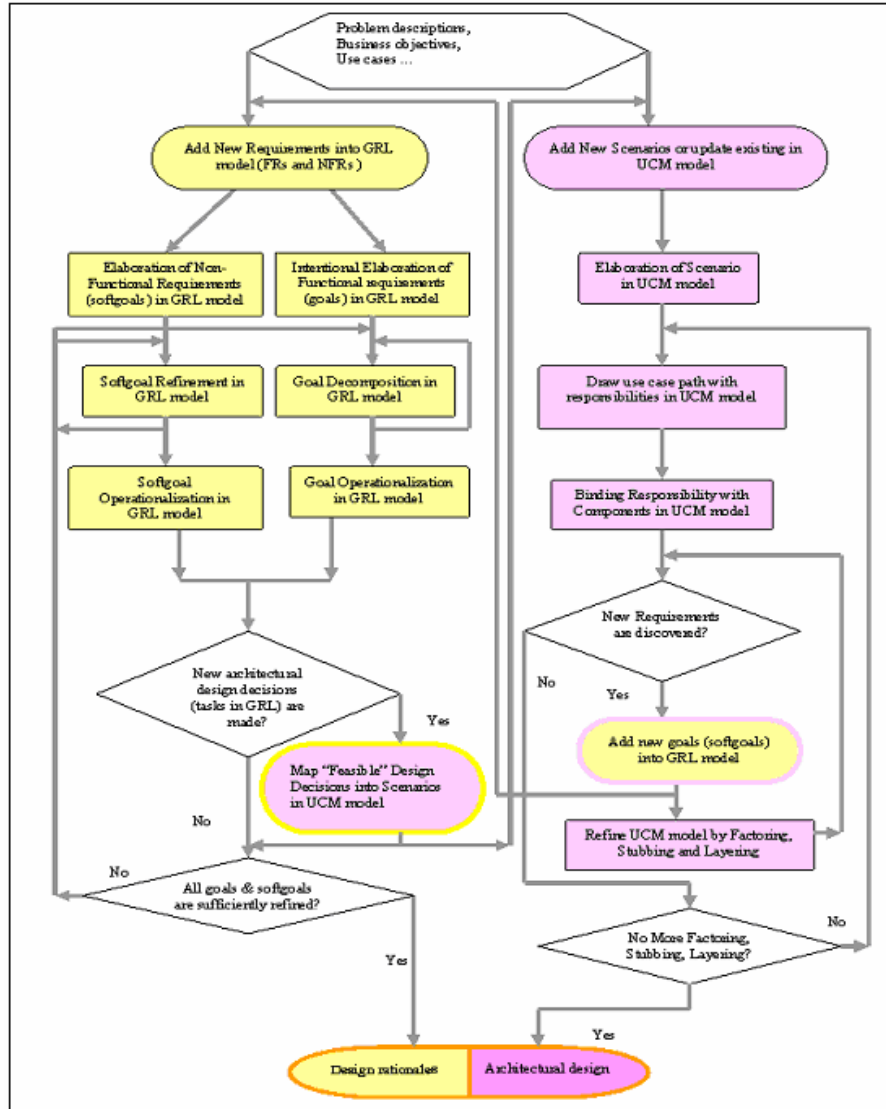 Problem descriptions,
Business objectives,
Use cases ...
Add New Requirements into GRL
model (FRs and NFRs )
Add New Scenarios or update existing in
UCM model
Elaboration of Non-
Functional Requirements
(softgoals) in GRL model
Intentional Elaboration of
Functional requirements
(goals) in GRL model
Elaboration of Scenario
in UCM model
Softgoal Refinement in
GRL model
Goal Decomposition in
GRL model
Draw use case path with
responsibilities in UCM model
Softgoal
Operationalization in
GRL model
Goal Operationalization
in GRL model
Binding Responsibility with
Components in UCM model
New Requirements
are discovered?
No
Yes
New architectural
design decisions
(tasks in GRL) are
made?
Yes
Add new goals (softgoals)
into GRL model
Map "Feasible" Design
Decisions into Scenarios
in UCM model
No
Refine UCM model by Factoring,
Stubbing and Layering
No
All goals & softgoals
are sufficiently refined?
No
No More Factoring,
Stubbing, Layering?
Yes
Yes
Design rationales
Architectural design